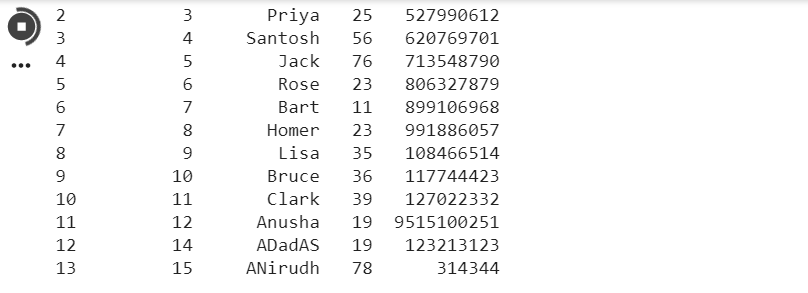 2 3 Priya 25 527990612
3 4 Santosh 56 620769701
4 5 Jack 76 713548790
5 6 Rose 23 806327879
6 7 Bart 11 899106968
7 8 Homer 23 991886057
8 9 Lisa 35 108466514
9 10 Bruce 36 117744423
10 11 Clark 39 127022332
11 12 Anusha 19 9515100251
12 14 ADadAS 19 123213123
13 15 ANirudh 78 314344